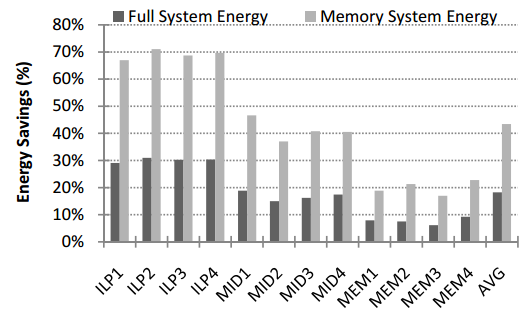 Full System Energy Memory System Energy
Energy Savings (%)
80%
70%
60%
50%
40%
30%
20%
10%
0%
ILP1
ILP2
ILP3
ILP4
MID1
MID2
MID3
MID4
MEM1
MEM2
MEM3
MEM4
AVG